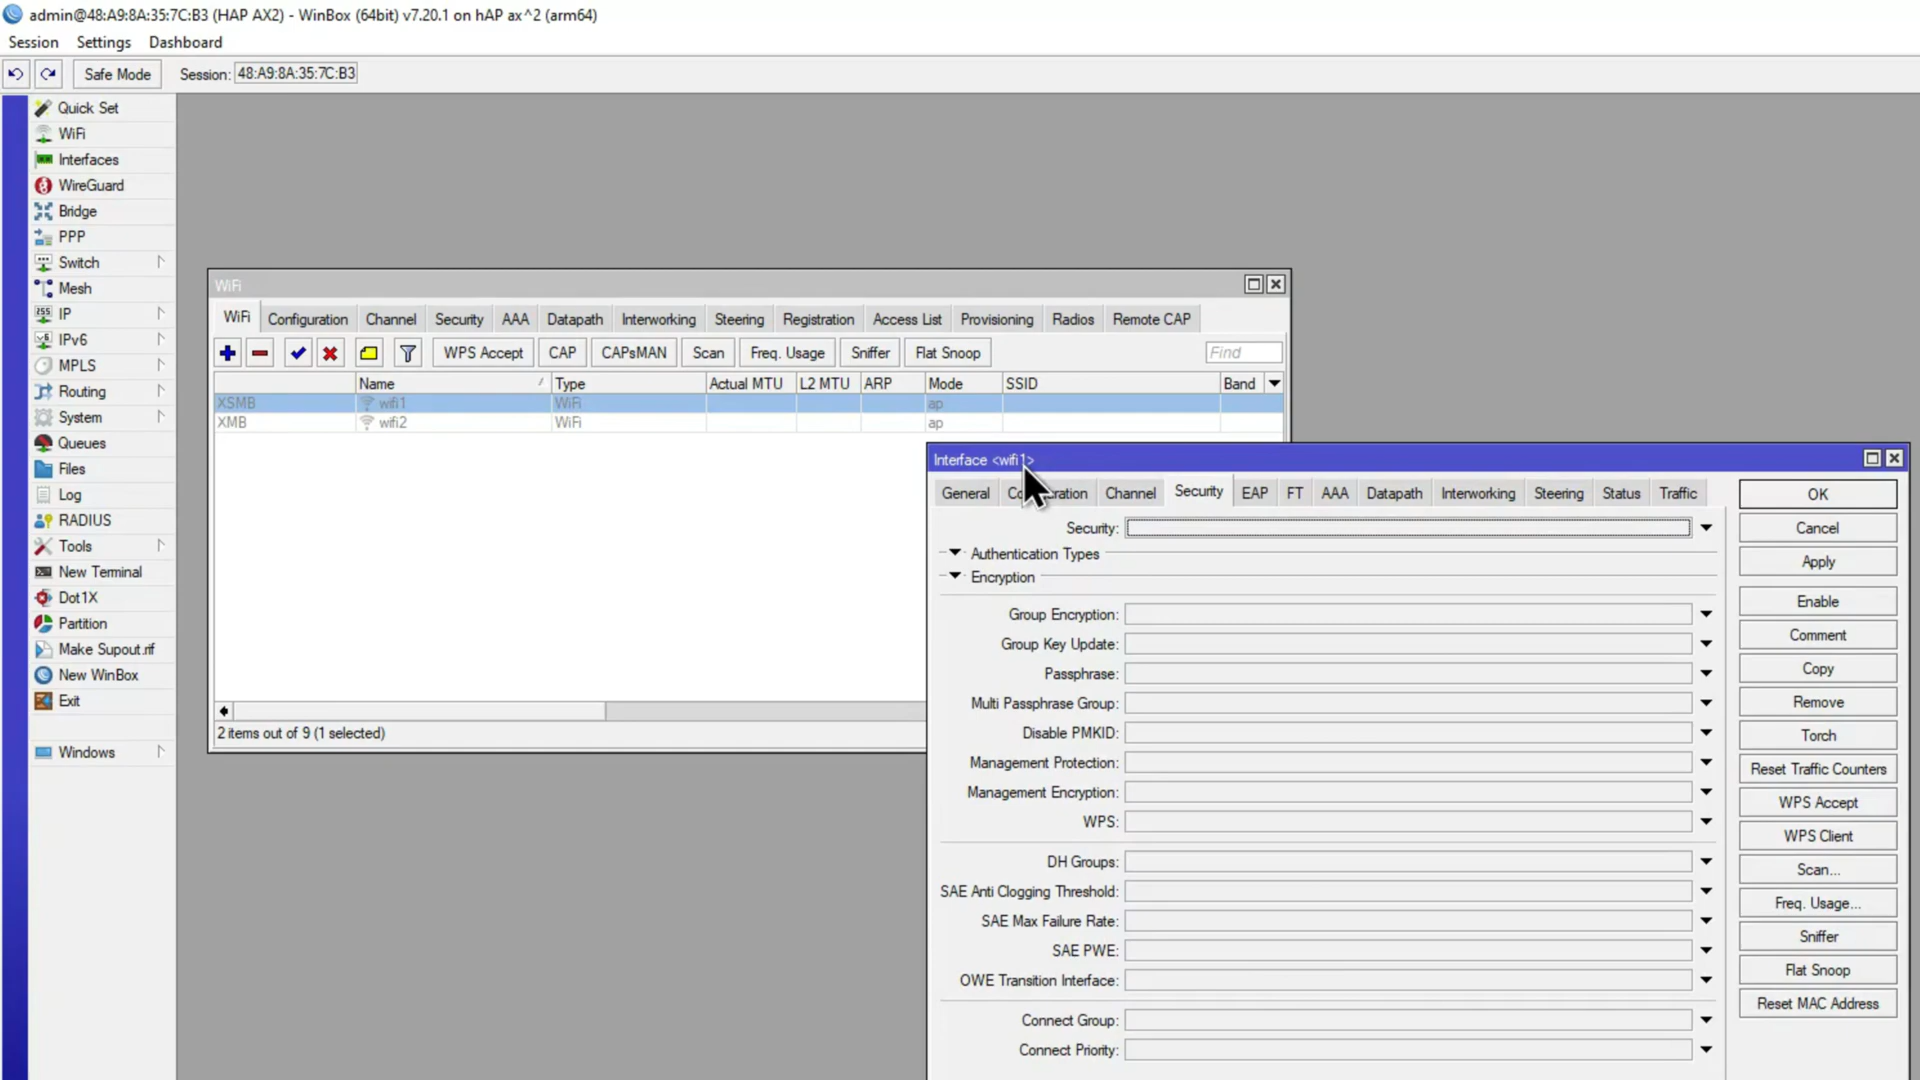 admin@48:A9:8A:35:7C:B3 (HAP AX2) - WinBox (64bit) v7.20.1 on hAP ax^2 (arm64)
Session Settings Dashboard
Safe Mode Session: 48:A9:8A:35:7C:B3
Quick Set
WiFi
Interfaces
WireGuard
Bridge
PPP
Switch
Mesh
IP
IPv6
MPLS
Routing
System
Queues
Files
Log
RADIUS
Tools
New Terminal
Dot1X
Partition
Make Supout.rif
New WinBox
Exit
Windows
WiFi
WiFi Configuration Channel Security AAA Datapath Interworking Steering Registration Access List Provisioning Radios Remote CAP
WPS Accept CAP CAPsMAN Scan Freq. Usage Sniffer Flat Snoop Find
Name Type Actual MTU L2 MTU ARP Mode SSID Band
XSMB wifi1 WiFi ap
XMB wifi2 WiFi ap
2 items out of 9 (1 selected)
Interface <wifi1>
General Channel Security EAP FT AAA Datapath Interworking Steering Status Traffic
Security:
Authentication Types
Encryption
Group Encryption:
Group Key Update:
Passphrase:
Multi Passphrase Group:
Disable PMKID:
Management Protection:
Management Encryption:
WPS:
DH Groups:
SAE Anti Clogging Threshold:
SAE Max Failure Rate:
SAE PWE:
OWE Transition Interface:
Connect Group:
Connect Priority:
OK
Cancel
Apply
Enable
Comment
Copy
Remove
Torch
Reset Traffic Counters
WPS Accept
WPS Client
Scan...
Freq. Usage...
Sniffer
Flat Snoop
Reset MAC Address